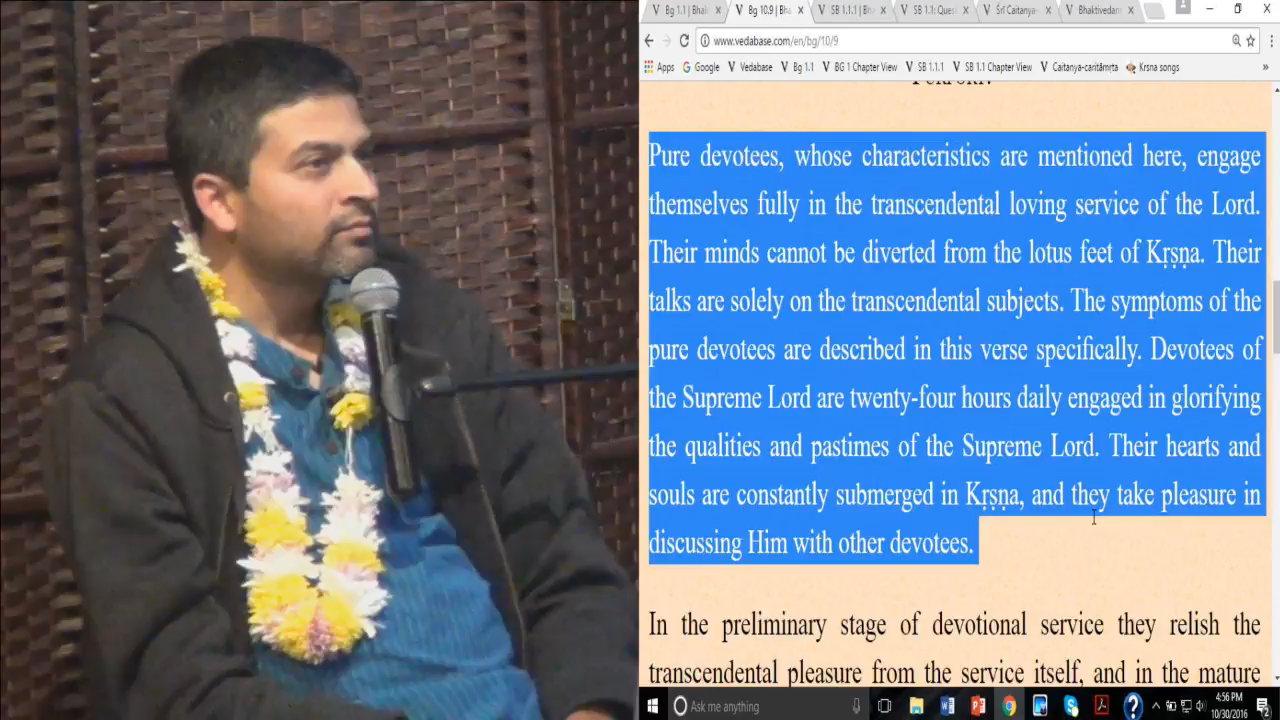 Bg 1.1 | Bhak
Bg 10.9 | Bha
SB 1.1.1 | Bh
SB 1.1: Ques
Śrī Caitanya-
Bhaktivedan
www.vedabase.com/en/bg/10/9
Apps
Google
Vedabase
Bg 1.1
BG 1 Chapter View
SB 1.1.1
SB 1.1 Chapter View
Caitanya-caritāmṛta
Krsna songs
Pure devotees, whose characteristics are mentioned here, engage
themselves fully in the transcendental loving service of the Lord.
Their minds cannot be diverted from the lotus feet of Kṛṣṇa. Their
talks are solely on the transcendental subjects. The symptoms of the
pure devotees are described in this verse specifically. Devotees of
the Supreme Lord are twenty-four hours daily engaged in glorifying
the qualities and pastimes of the Supreme Lord. Their hearts and
souls are constantly submerged in Kṛṣṇa, and they take pleasure in
discussing Him with other devotees.
In the preliminary stage of devotional service they relish the
transcendental pleasure from the service itself, and in the mature
Ask me anything
4:56 PM
10/30/2016